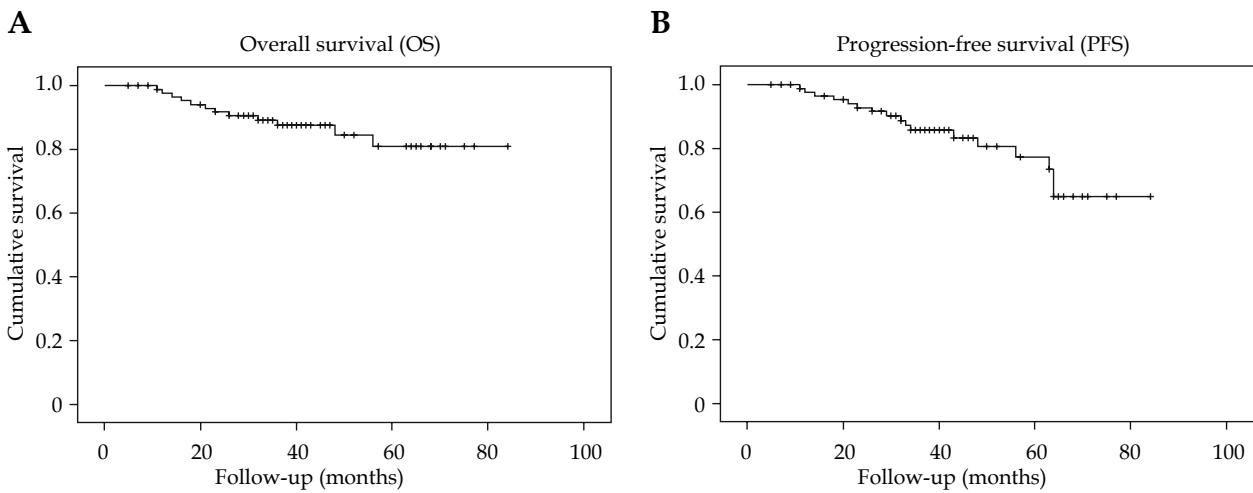 A
Overall survival (OS)
Cumulative survival
1.0
0.8
0.6
0.4
0.2
0
0 20 40 60 80 100
Follow-up (months)
B
Progression-free survival (PFS)
Cumulative survival
1.0
0.8
0.6
0.4
0.2
0
0 20 40 60 80 100
Follow-up (months)